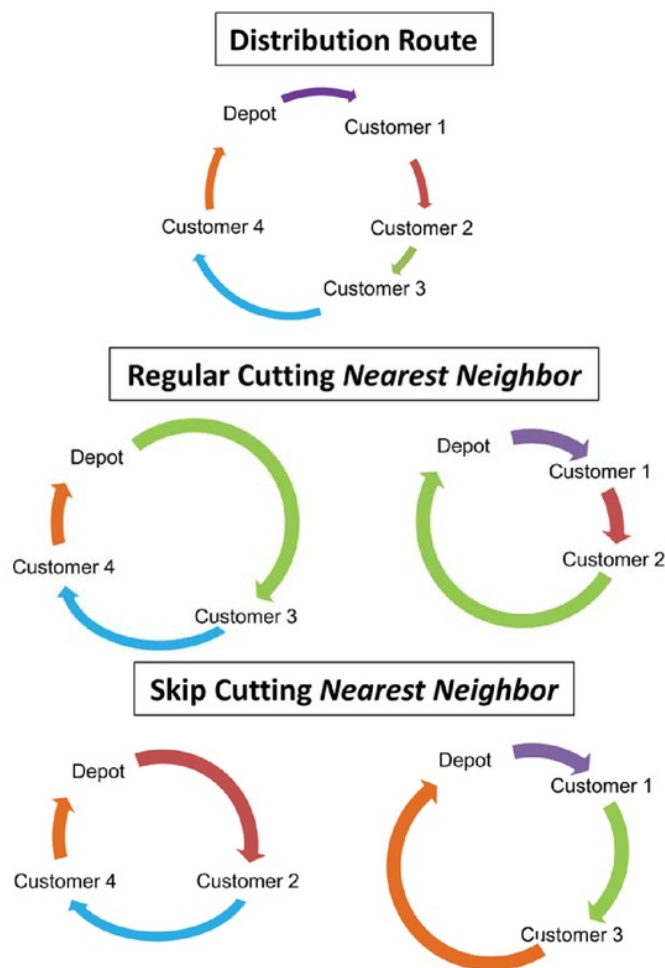 Distribution Route
Depot
Customer 1
Customer 4
Customer 2
Customer 3
Regular Cutting Nearest Neighbor
Depot
Customer 4
Customer 3
Depot
Customer 1
Customer 2
Skip Cutting Nearest Neighbor
Depot
Customer 4
Customer 2
Depot
Customer 1
Customer 3